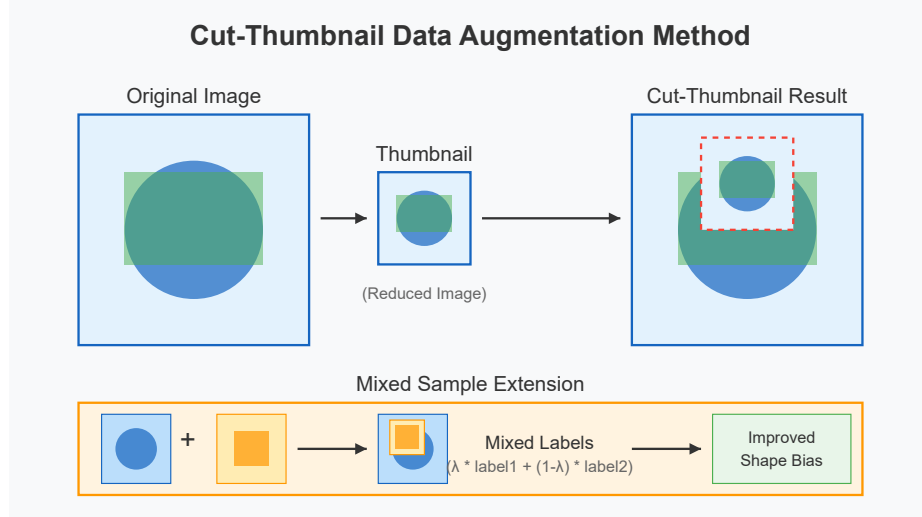 Cut-Thumbnail Data Augmentation Method
Original Image
Thumbnail
(Reduced Image)
Cut-Thumbnail Result
Mixed Sample Extension
+
Mixed Labels
(λ * label1 + (1-λ) * label2)
Improved
Shape Bias